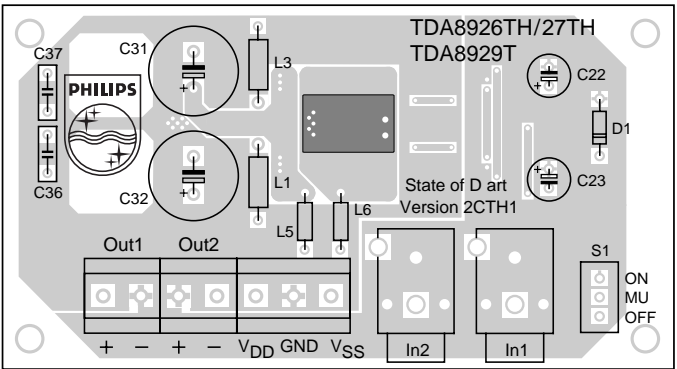 TDA8926TH/27TH
TDA8929T
C37
C31
L3
C22
PHILIPS
D1
C36
C32
L1
C23
State of D art
Version 2CTH1
L5
L6
Out1 Out2
S1
ON
MU
OFF
+ − + − VDD GND VSS
In2 In1
+
+
+
+